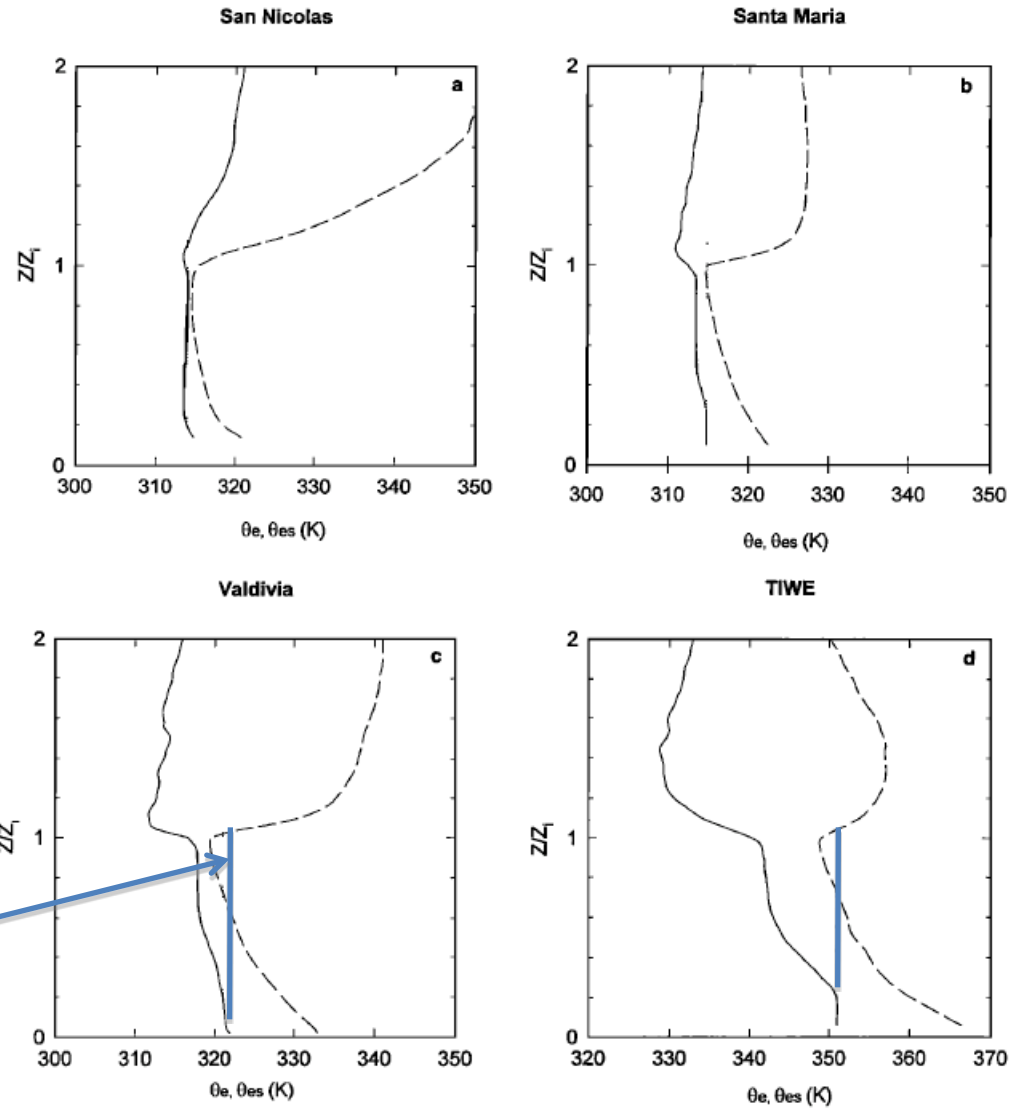 San Nicolas
Santa Maria
2
a
Z/Zi
1
0
300 310 320 330 340 350
θe, θes (K)
2
b
Z/Zi
1
0
300 310 320 330 340 350
θe, θes (K)
Valdivia
TIWE
2
c
Z/Zi
1
0
300 310 320 330 340 350
θe, θes (K)
2
d
Z/Zi
1
0
320 330 340 350 360 370
θe, θes (K)